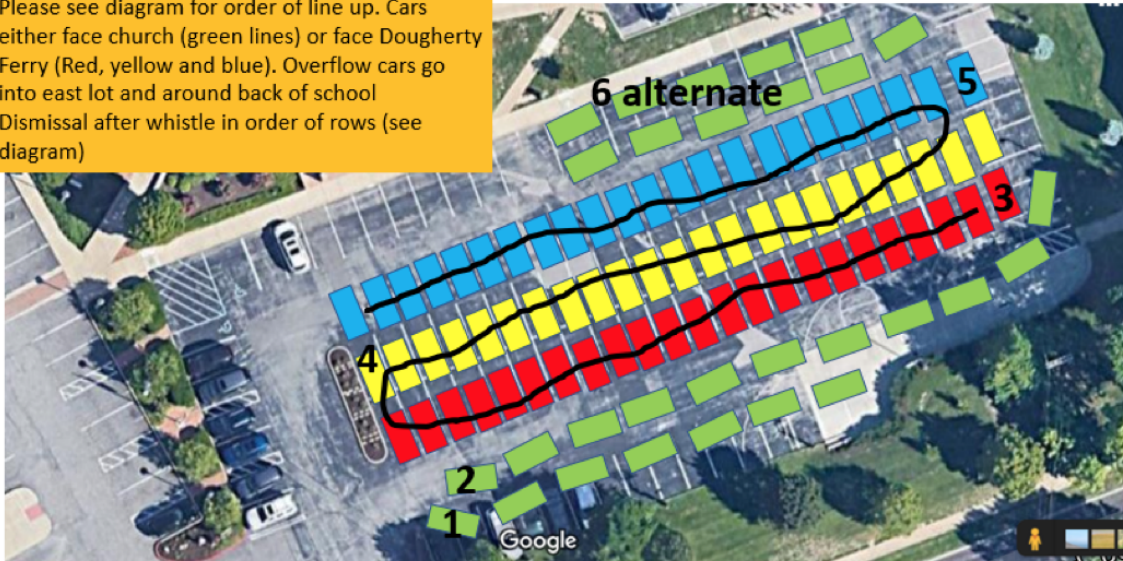 Please see diagram for order of line up. Cars
either face church (green lines) or face Dougherty
Ferry (Red, yellow and blue). Overflow cars go
into east lot and around back of school
Dismissal after whistle in order of rows (see
diagram)
6 alternate
5
3
4
2
1
Google